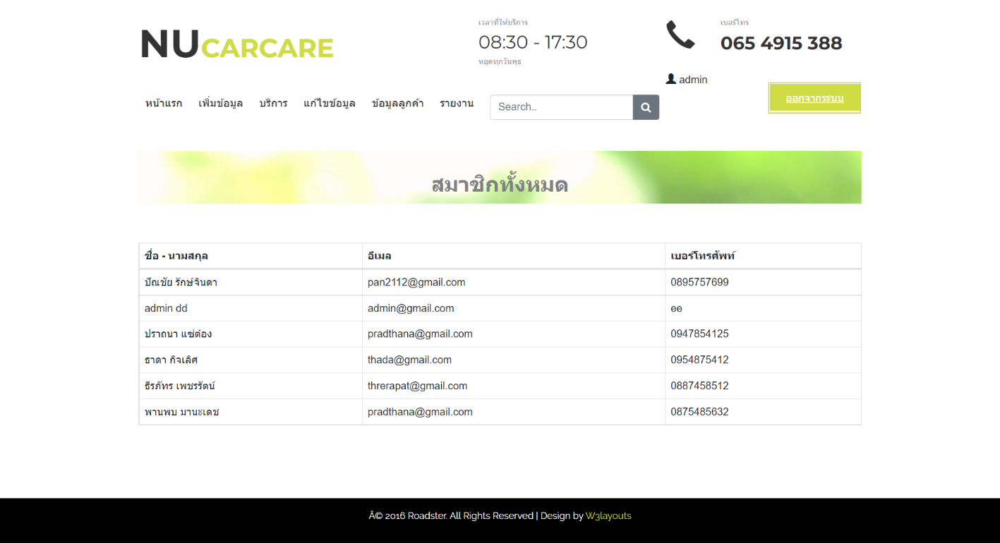 NUCARCARE
เวลาที่ให้บริการ
08:30 - 17:30
หยุดทุกวันพุธ
เบอร์โทร
065 4915 388
admin
หน้าแรก เพิ่มข้อมูล บริการ แก้ไขข้อมูล ข้อมูลลูกค้า รายงาน Search.. ออกจากระบบ
สมาชิกทั้งหมด
ชื่อ - นามสกุล อีเมล เบอร์โทรศัพท์
ปัณชัย รักษ์จินดา pan2112@gmail.com 0895757699
admin dd admin@gmail.com ee
ปราถนา แซ่ต๋อง pradthana@gmail.com 0947854125
ธาดา กิจเลิศ thada@gmail.com 0954875412
ธีรภัทร เพชรรัตน์ threrapat@gmail.com 0887458512
พานพบ มานะเดช pradthana@gmail.com 0875485632
Â© 2016 Roadster. All Rights Reserved | Design by W3layouts